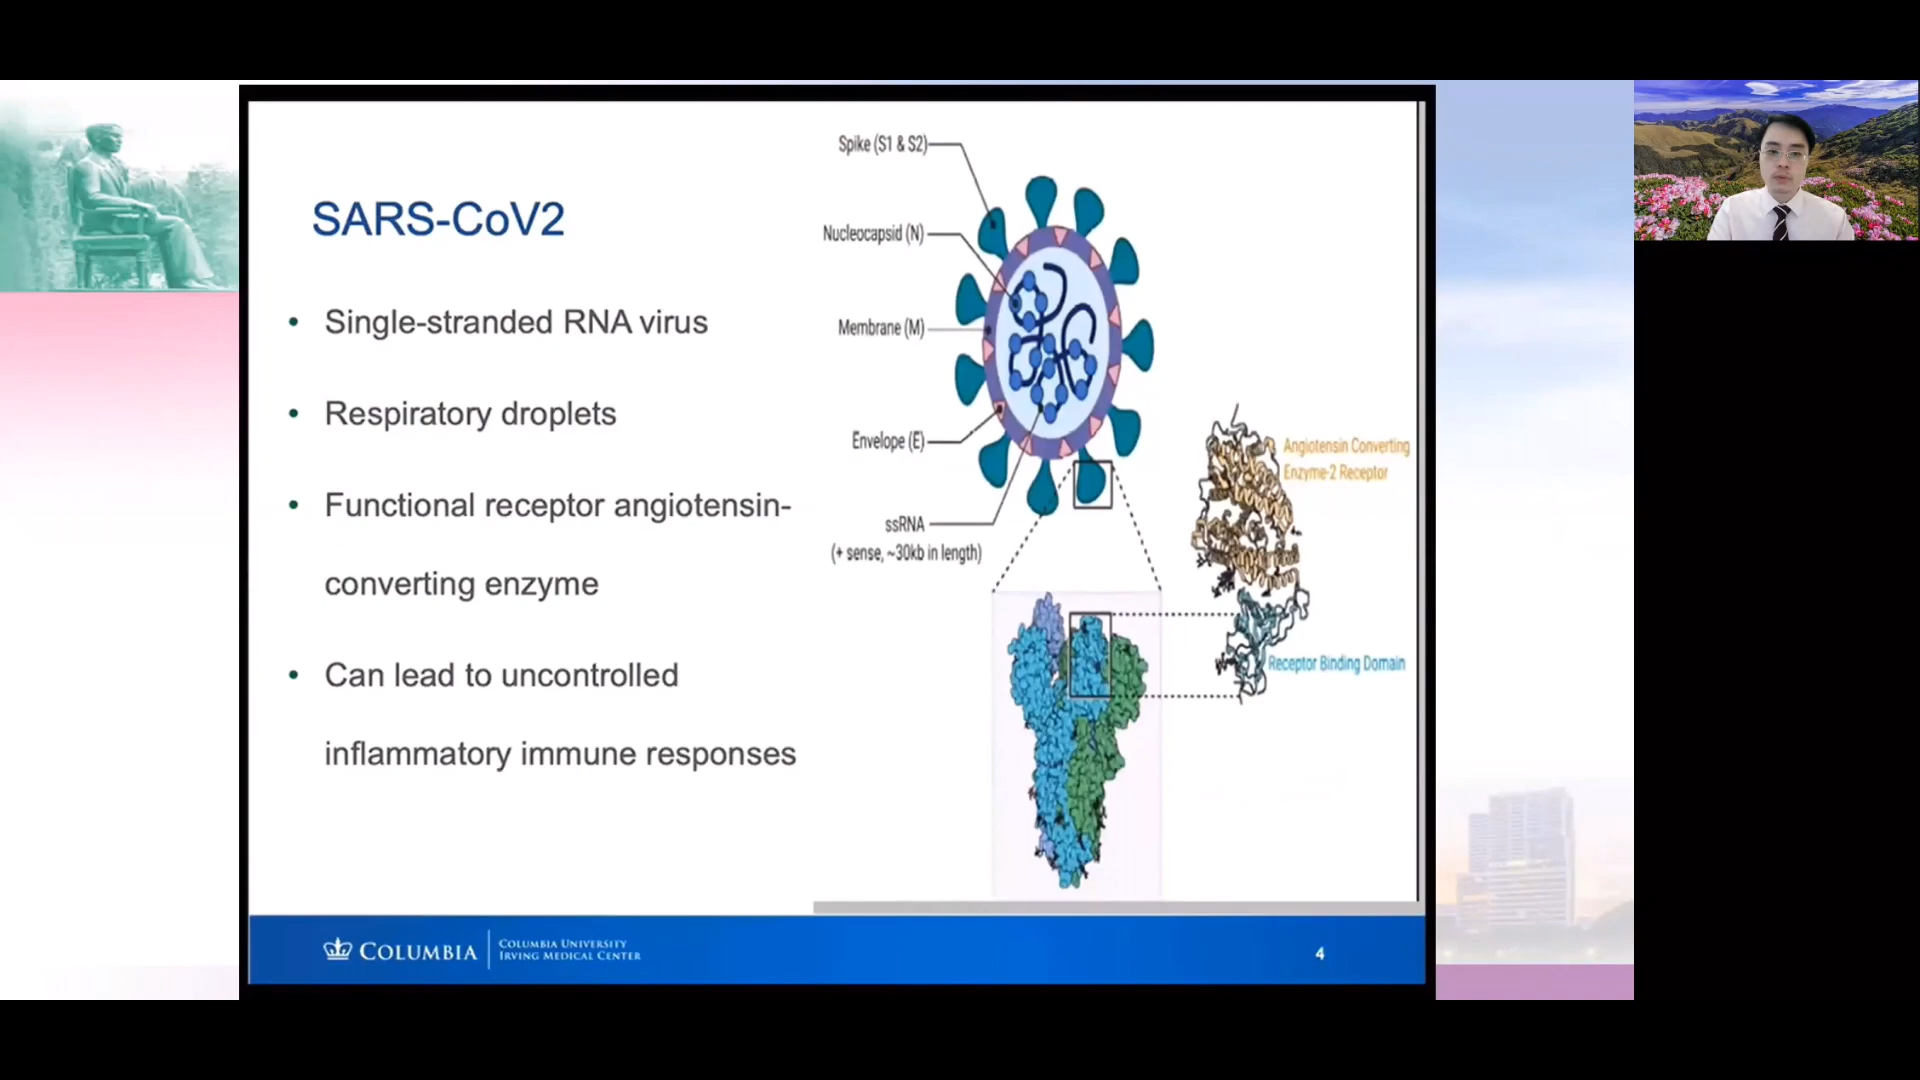 SARS-CoV2
• Single-stranded RNA virus
• Respiratory droplets
• Functional receptor angiotensin-
converting enzyme
• Can lead to uncontrolled
inflammatory immune responses
Spike (S1 & S2)
Nucleocapsid (N)
Membrane (M)
Envelope (E)
ssRNA
(+ sense, ~30kb in length)
Angiotensin Converting
Enzyme-2 Receptor
Receptor Binding Domain
COLUMBIA
COLUMBIA UNIVERSITY
IRVING MEDICAL CENTER
4